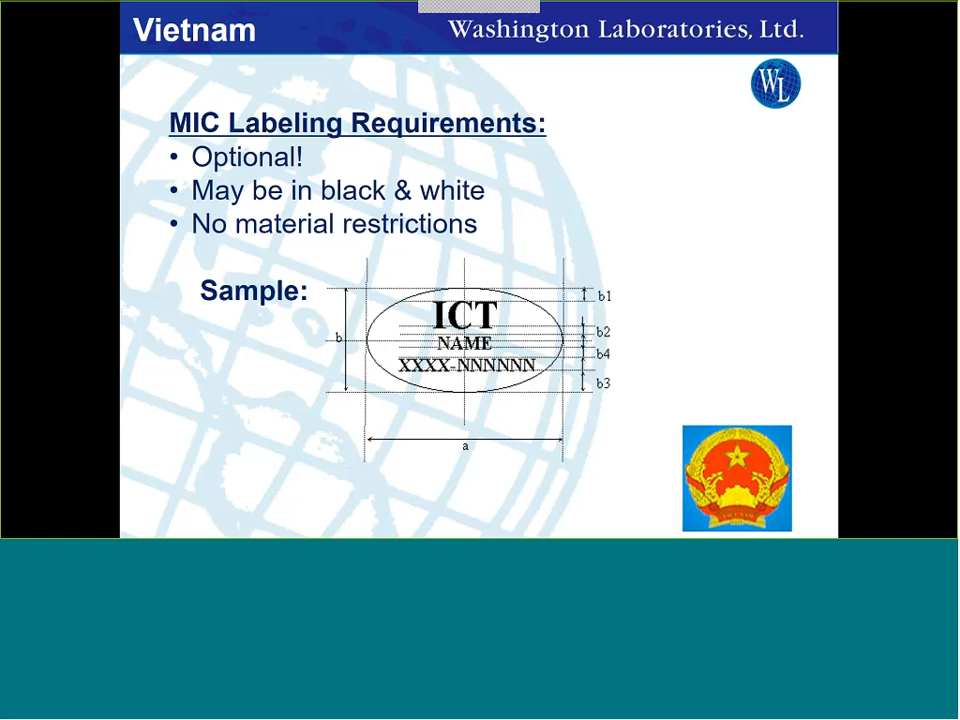 Vietnam
Washington Laboratories, Ltd.
WL
MIC Labeling Requirements:
• Optional!
• May be in black & white
• No material restrictions
Sample:
ICT
NAME
XXXX-NNNNNN
b
b1
b2
b4
b3
a